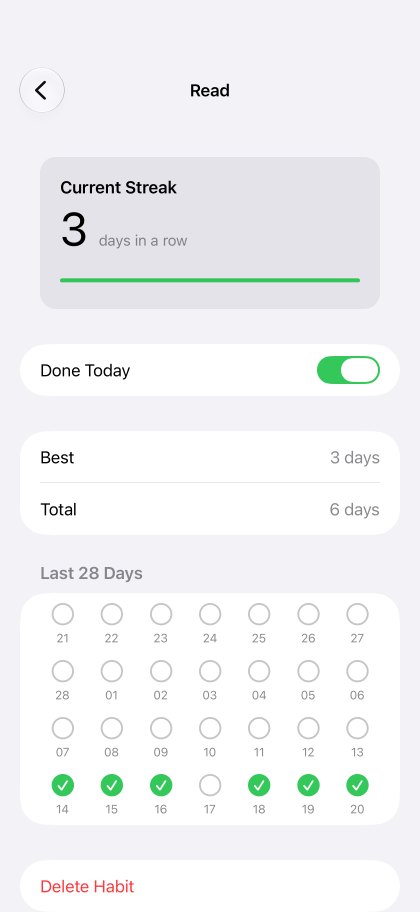 Read
Current Streak
3 days in a row
Done Today
Best 3 days
Total 6 days
Last 28 Days
21 22 23 24 25 26 27
28 01 02 03 04 05 06
07 08 09 10 11 12 13
14 15 16 17 18 19 20
Delete Habit